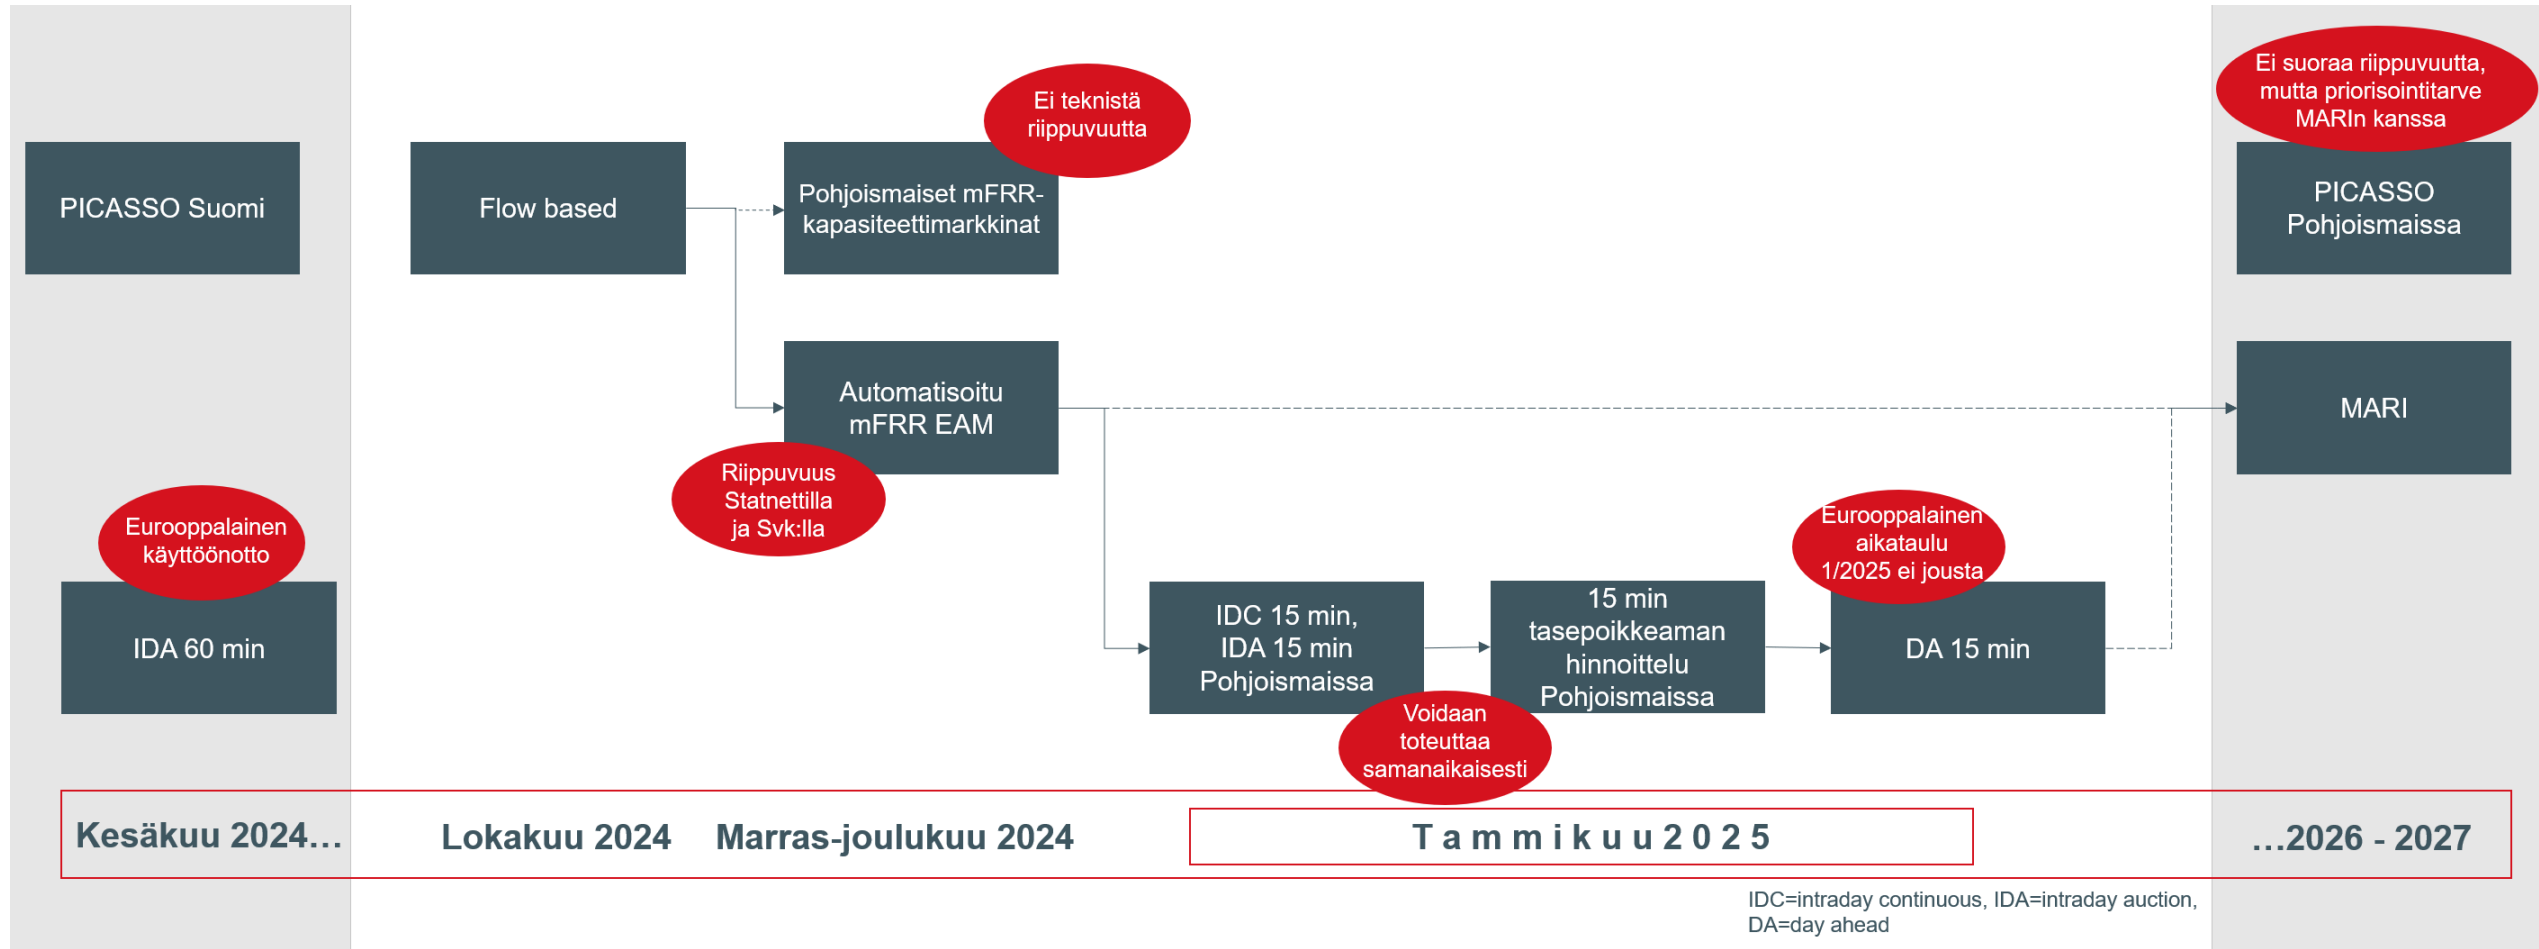 Ei suoraa riippuvuutta,
mutta priorisointitarve
MARIn kanssa
Ei teknistä
riippuvuutta
PICASSO Suomi
Flow based
Pohjoismaiset mFRR-
kapasiteettimarkkinat
PICASSO
Pohjoismaissa
Automatisoitu
mFRR EAM
MARI
Riippuvuus
Statnettilla
ja Svk:lla
Eurooppalainen
käyttöönotto
Eurooppalainen
aikataulu
1/2025 ei jousta
IDA 60 min
IDC 15 min,
IDA 15 min
Pohjoismaissa
15 min
tasepoikkeaman
hinnoittelu
Pohjoismaissa
DA 15 min
Voidaan
toteuttaa
samanaikaisesti
Kesäkuu 2024…
Lokakuu 2024
Marras-joulukuu 2024
T a m m i k u u 2 0 2 5
…2026 - 2027
IDC=intraday continuous, IDA=intraday auction,
DA=day ahead